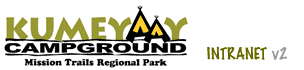 KUMEYAAY
CAMPGROUND
Mission Trails Regional Park
INTRANET v2